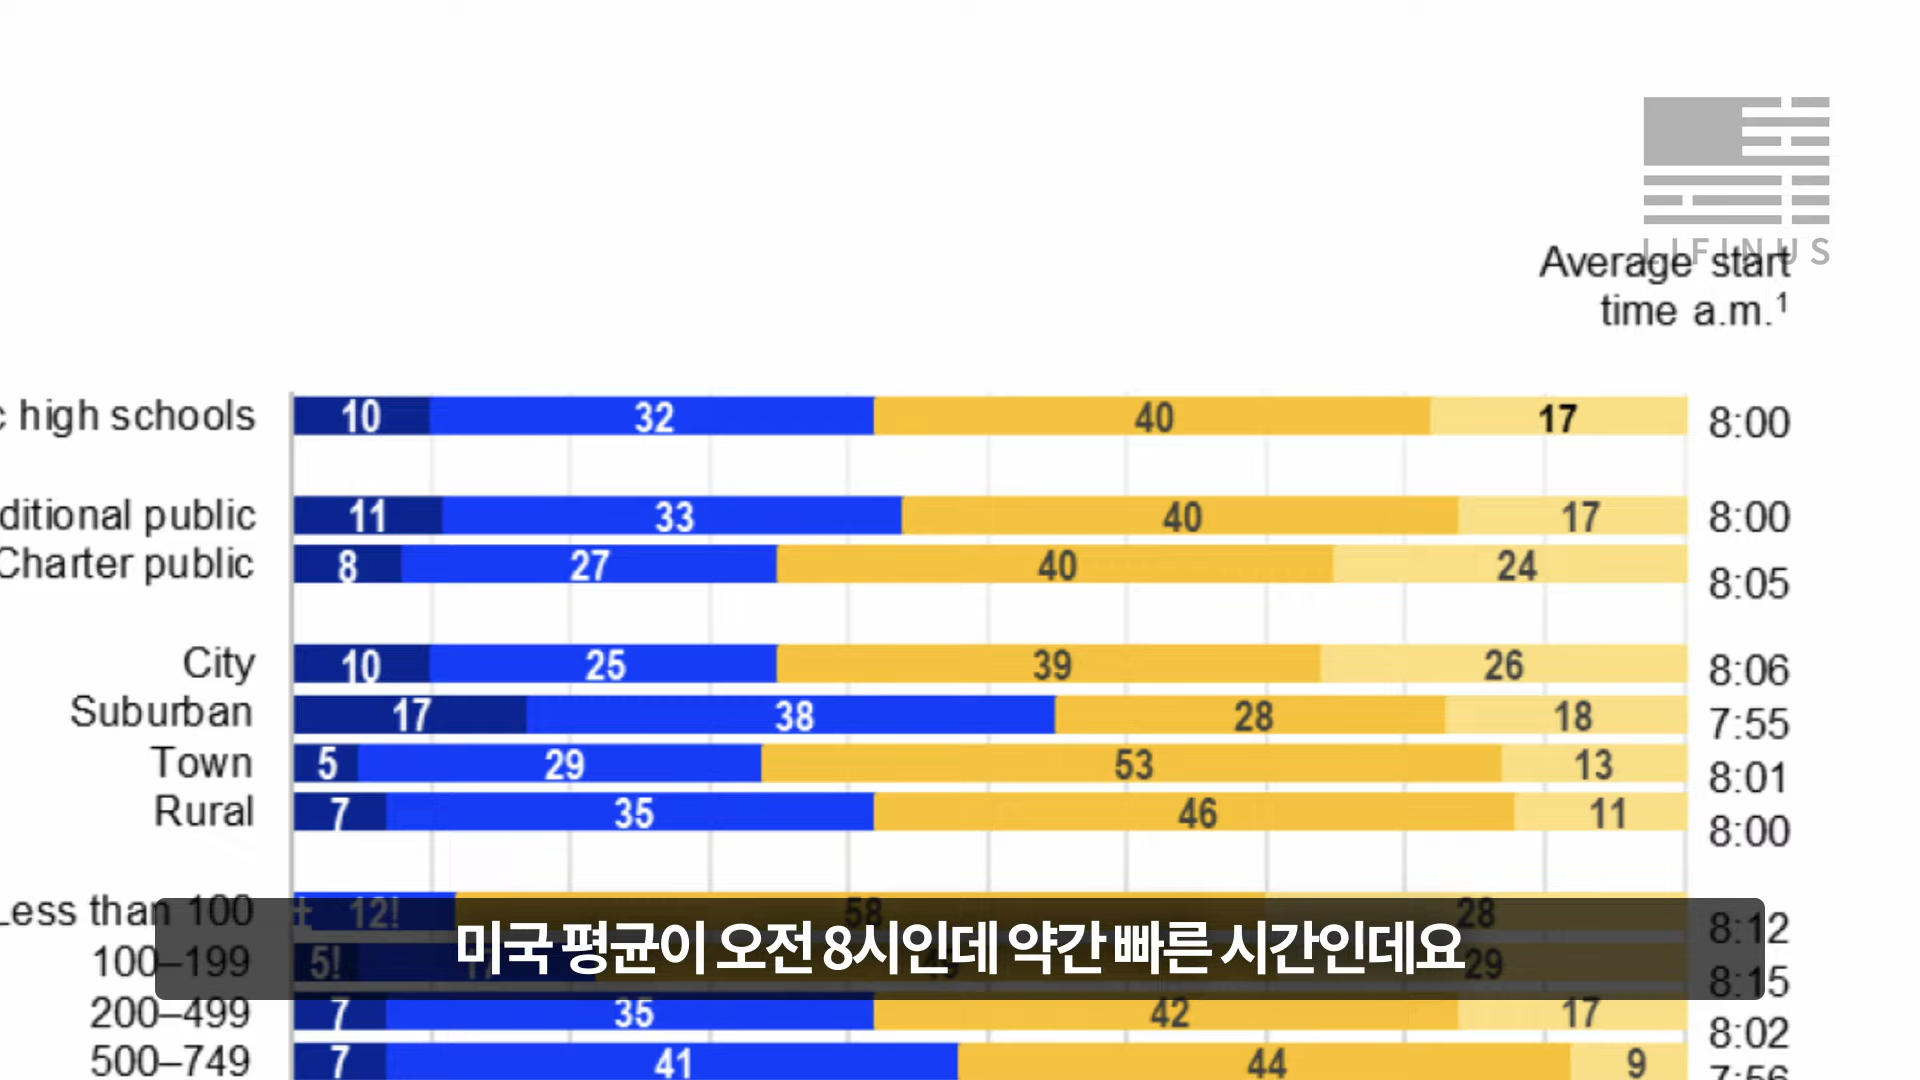 LIFINUS
Average start
time a.m.¹
c high schools 10 32 40 17 8:00
ditional public 11 33 40 17 8:00
Charter public 8 27 40 24 8:05
City 10 25 39 26 8:06
Suburban 17 38 28 18 7:55
Town 5 29 53 13 8:01
Rural 7 35 46 11 8:00
Less than 100 ‡ 12! 58 28 8:12
100–199 5! 17 29 8:15
미국 평균이 오전 8시인데 약간 빠른 시간인데요
200–499 7 35 42 17 8:02
500–749 7 41 44 9 7:56